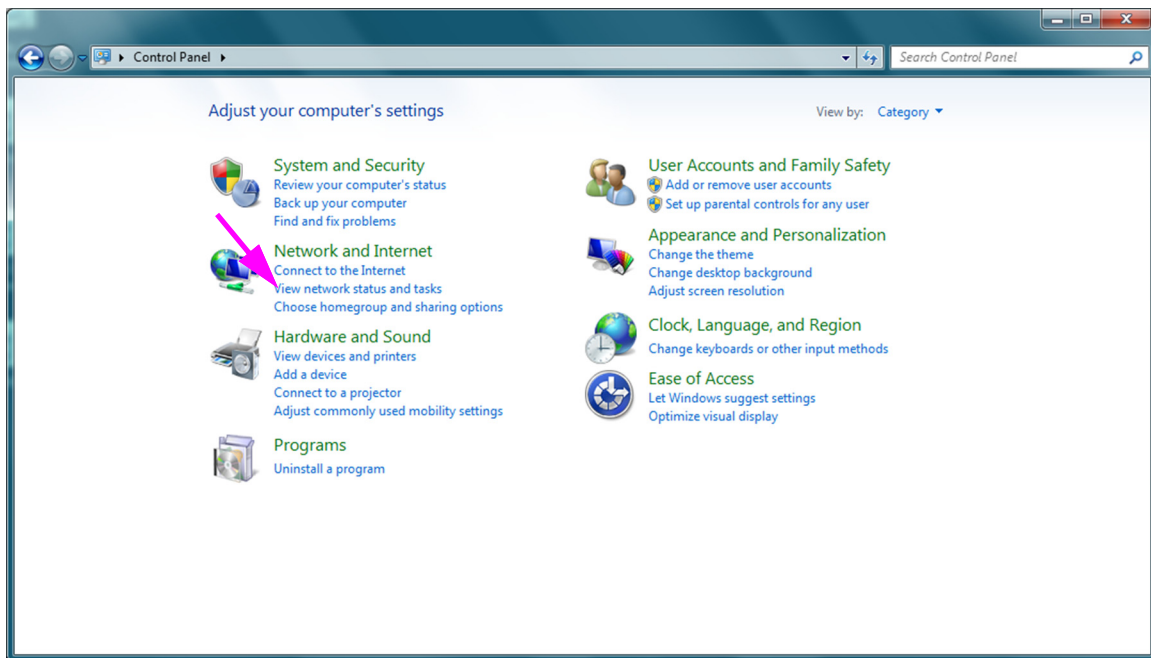 Control Panel
Search Control Panel
Adjust your computer's settings
View by: Category
System and Security
Review your computer's status
Back up your computer
Find and fix problems
Network and Internet
Connect to the Internet
View network status and tasks
Choose homegroup and sharing options
Hardware and Sound
View devices and printers
Add a device
Connect to a projector
Adjust commonly used mobility settings
Programs
Uninstall a program
User Accounts and Family Safety
Add or remove user accounts
Set up parental controls for any user
Appearance and Personalization
Change the theme
Change desktop background
Adjust screen resolution
Clock, Language, and Region
Change keyboards or other input methods
Ease of Access
Let Windows suggest settings
Optimize visual display